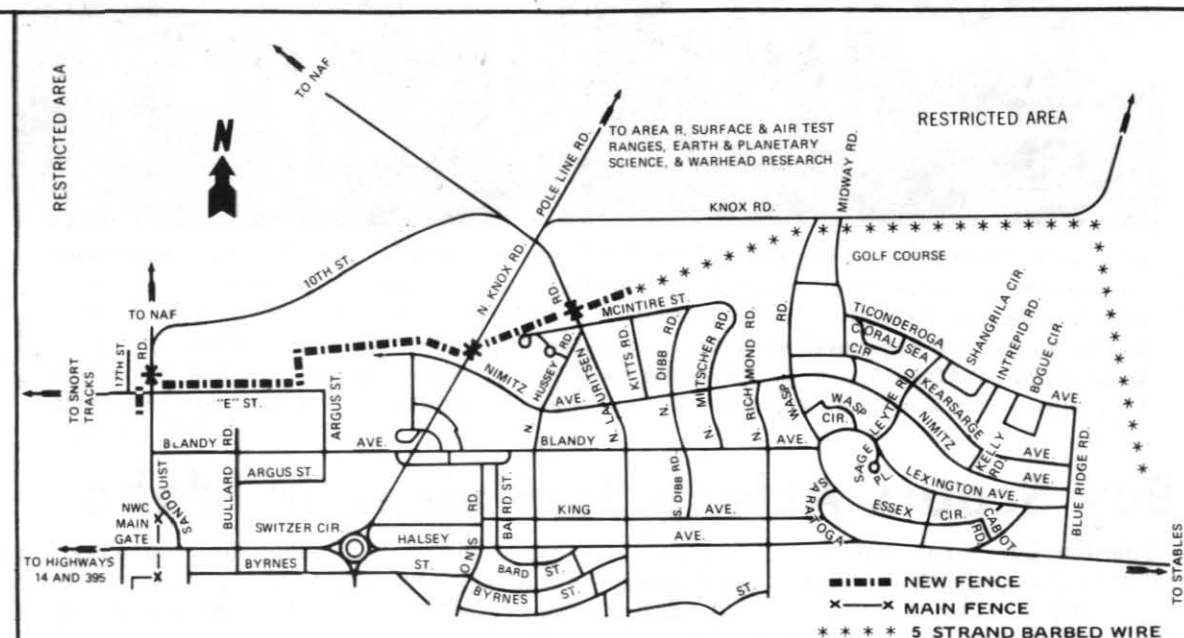 RESTRICTED AREA
N
TO NAF
POLE LINE RD.
TO AREA R, SURFACE & AIR TEST
RANGES, EARTH & PLANETARY
SCIENCE, & WARHEAD RESEARCH
RESTRICTED AREA
MIDWAY RD.
KNOX RD.
GOLF COURSE
10TH ST.
N. KNOX RD.
RD.
MCINTIRE ST.
TO NAF
17TH ST.
RD.
TO SNORT
TRACKS
"E" ST.
ARGUS ST.
NIMITZ
AVE.
N HUSSEY RD.
N. LAURITSEN
KITTS RD.
N. DIBB RD.
N. MITSCHER RD.
N. RICHMOND RD.
WASP RD.
TICONDEROGA
AVE.
CORAL SEA
CIR
SHANGRILA CIR.
INTREPID RD.
BOGUE CIR.
KEARSARGE
AVE.
LEYTE RD.
NIMITZ
AVE.
KELLY
RD.
WASP
CIR.
SAGE
PL.
LEXINGTON AVE.
BLUE RIDGE RD.
BLANDY
AVE.
BLANDY
AVE.
BULLARD RD.
ARGUS ST.
SANDQUIST
NWC
MAIN
GATE
SWITZER CIR.
HALSEY
AVE.
RD.
ONS
BARD ST.
KING
AVE.
S. DIBB RD.
SARATOGA
ESSEX
CIR.
CABOT
RD.
TO HIGHWAYS
14 AND 395
BYRNES
ST.
BARD
ST.
BYRNES
ST.
ST.
TO STABLES
NEW FENCE
MAIN FENCE
5 STRAND BARBED WIRE